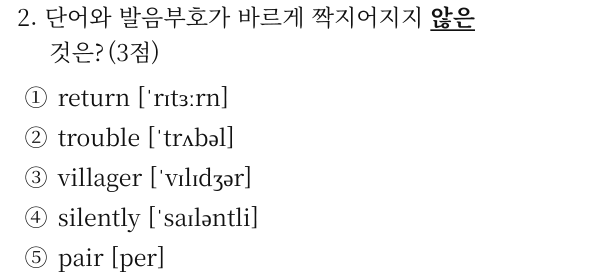 2. 단어와 발음부호가 바르게 짝지어지지 않은
것은? (3점)
① return [ˈrɪtɜːrn]
② trouble [ˈtrʌbəl]
③ villager [ˈvɪlɪdʒər]
④ silently [ˈsaɪləntli]
⑤ pair [per]